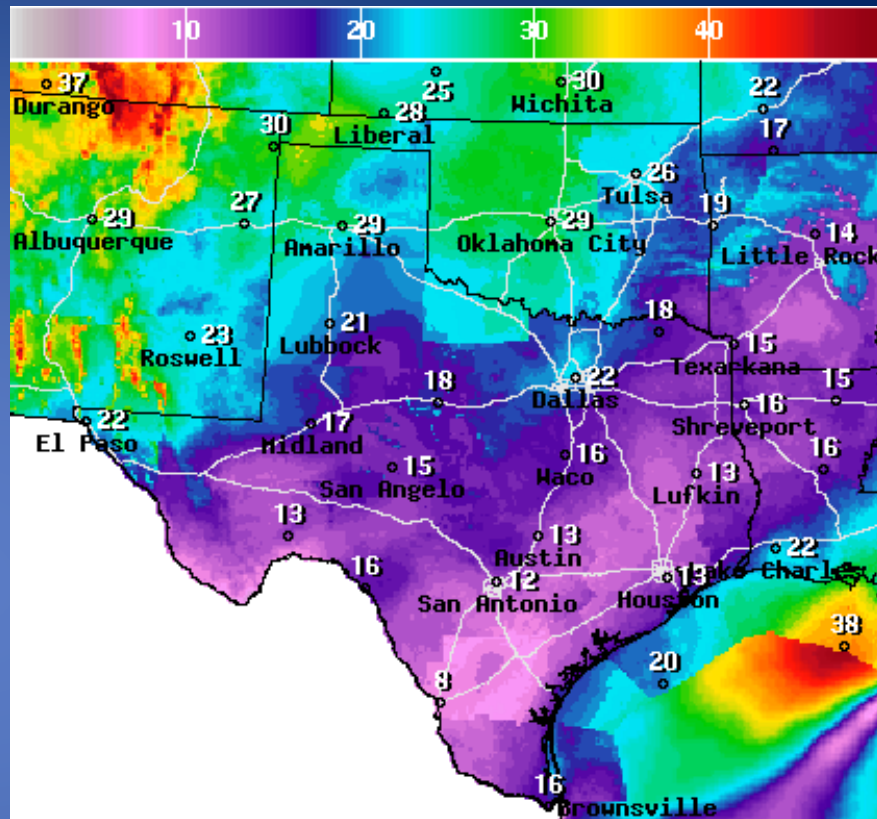 10 20 30 40
37
Durango
25
30
Wichita
22
28
Liberal
30
17
26
Tulsa
29
Albuquerque
27
29
Amarillo
29
Oklahoma City
19
14
Little Rock
23
Roswell
21
Lubbock
18
15
Texarkana
22
Dallas
18
16
Shreveport
15
22
El Paso
17
Midland
15
San Angelo
16
Waco
13
Lufkin
16
13
13
Austin
22
Lake Charles
16
12
San Antonio
13
Houston
38
20
8
16
Brownsville